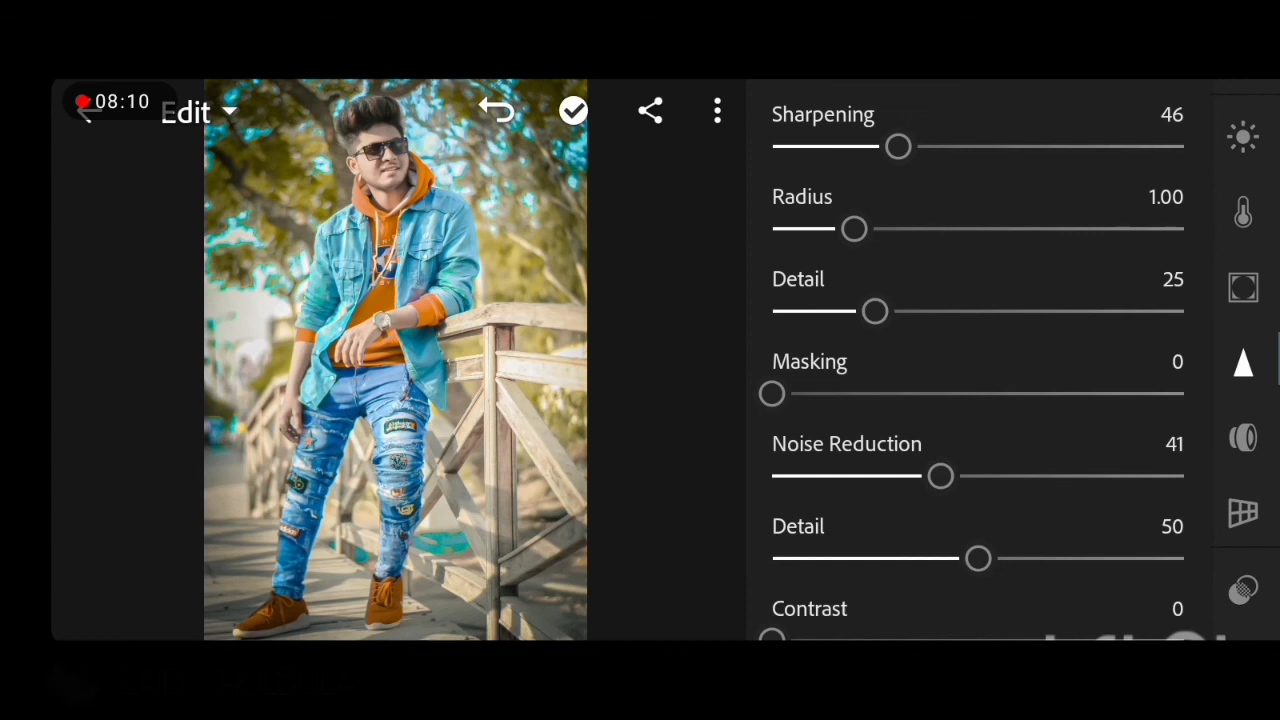 08:10
Edit
Sharpening 46
Radius 1.00
Detail 25
Masking 0
Noise Reduction 41
Detail 50
Contrast 0